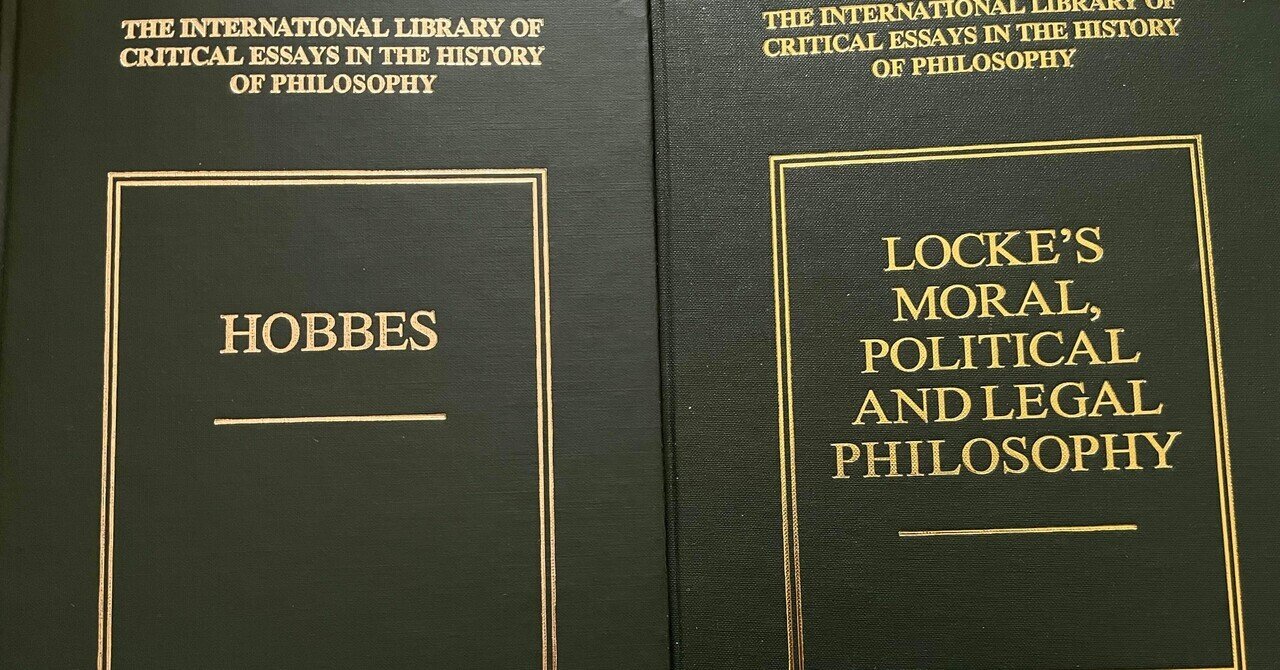 THE INTERNATIONAL LIBRARY OF
CRITICAL ESSAYS IN THE HISTORY
OF PHILOSOPHY
HOBBES
THE INTERNATIONAL LIBRARY OF
CRITICAL ESSAYS IN THE HISTORY
OF PHILOSOPHY
LOCKE'S
MORAL,
POLITICAL
AND LEGAL
PHILOSOPHY